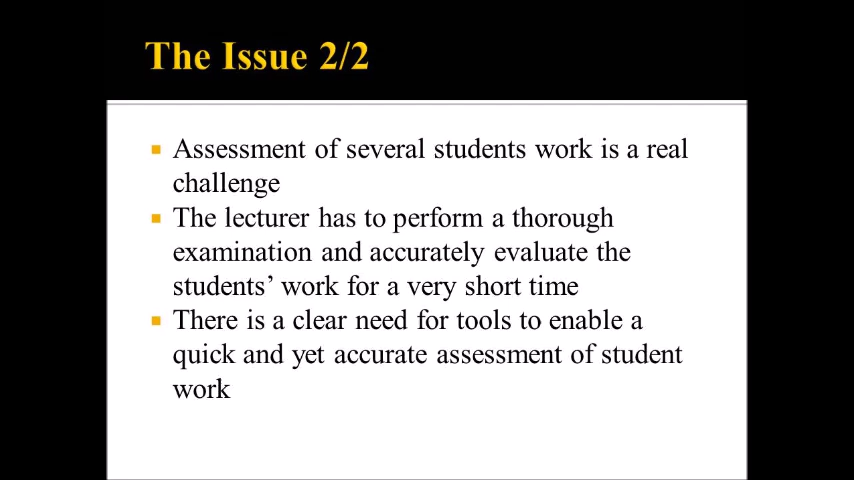 The Issue 2/2
Assessment of several students work is a real
challenge
The lecturer has to perform a thorough
examination and accurately evaluate the
students’ work for a very short time
There is a clear need for tools to enable a
quick and yet accurate assessment of student
work